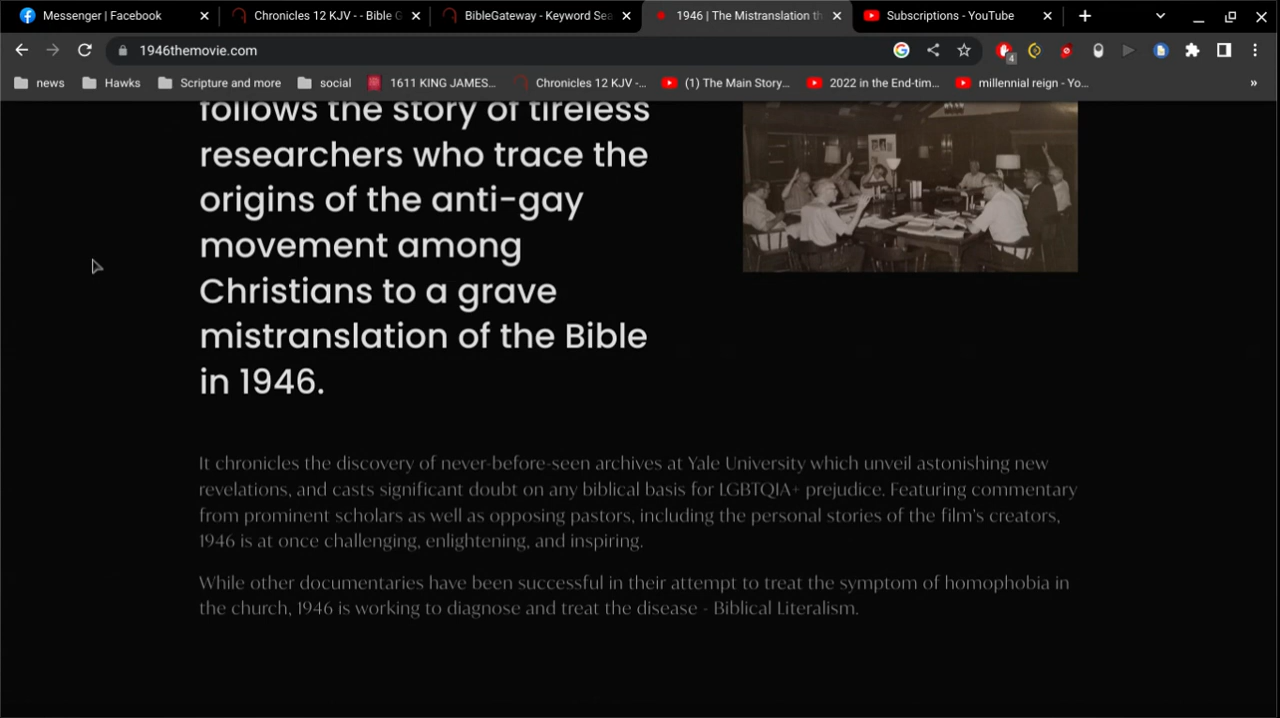 Messenger | Facebook
Chronicles 12 KJV - - Bible G
BibleGateway - Keyword Sea
1946 | The Mistranslation th
Subscriptions - YouTube
1946themovie.com
4
news
Hawks
Scripture and more
social
1611 KING JAMES...
Chronicles 12 KJV -...
(1) The Main Story...
2022 in the End-tim...
millennial reign - Yo...
»
follows the story of tireless
researchers who trace the
origins of the anti-gay
movement among
Christians to a grave
mistranslation of the Bible
in 1946.
It chronicles the discovery of never-before-seen archives at Yale University which unveil astonishing new
revelations, and casts significant doubt on any biblical basis for LGBTQIA+ prejudice. Featuring commentary
from prominent scholars as well as opposing pastors, including the personal stories of the film's creators,
1946 is at once challenging, enlightening, and inspiring.
While other documentaries have been successful in their attempt to treat the symptom of homophobia in
the church, 1946 is working to diagnose and treat the disease - Biblical Literalism.